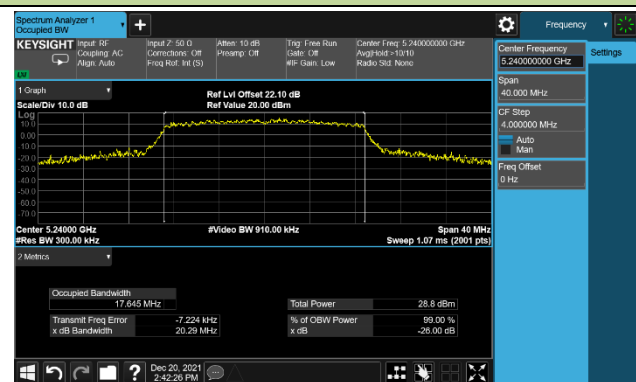 Spectrum Analyzer 1
Occupied BW
Frequency
KEYSIGHT
Input: RF
Coupling: AC
Align: Auto
Input Z: 50 Ω
Corrections: Off
Freq Ref: Int (S)
Atten: 10 dB
Preamp: Off
Trig: Free Run
Gate: Off
#IF Gain: Low
Center Freq: 5.240000000 GHz
Avg|Hold:>10/10
Radio Std: None
Center Frequency
5.240000000 GHz
Settings
Span
40.000 MHz
CF Step
4.000000 MHz
Auto
Man
Freq Offset
0 Hz
1 Graph
Scale/Div 10.0 dB
Ref Lvl Offset 22.10 dB
Ref Value 20.00 dBm
Log
10.0
0.00
-10.0
-20.0
-30.0
-40.0
-50.0
-60.0
-70.0
Center 5.24000 GHz
#Video BW 910.00 kHz
Span 40 MHz
#Res BW 300.00 kHz
Sweep 1.07 ms (2001 pts)
2 Metrics
Occupied Bandwidth
17.645 MHz
Total Power 28.8 dBm
Transmit Freq Error -7.224 kHz
% of OBW Power 99.00 %
x dB Bandwidth 20.29 MHz
x dB -26.00 dB
?
Dec 20, 2021
2:42:26 PM